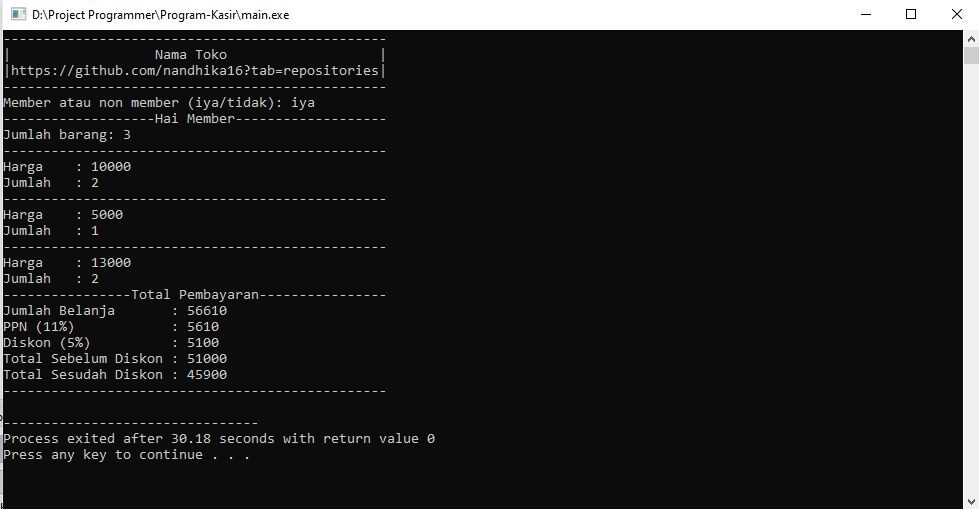 D:\Project Programmer\Program-Kasir\main.exe
------------------------------------------------
|                  Nama Toko                   |
|https://github.com/nandhika16?tab=repositories|
------------------------------------------------
Member atau non member (iya/tidak): iya
-------------------Hai Member-------------------
Jumlah barang: 3
------------------------------------------------
Harga    : 10000
Jumlah   : 2
------------------------------------------------
Harga    : 5000
Jumlah   : 1
------------------------------------------------
Harga    : 13000
Jumlah   : 2
----------------Total Pembayaran----------------
Jumlah Belanja       : 56610
PPN (11%)            : 5610
Diskon (5%)          : 5100
Total Sebelum Diskon : 51000
Total Sesudah Diskon : 45900
------------------------------------------------
--------------------------------
Process exited after 30.18 seconds with return value 0
Press any key to continue . . .